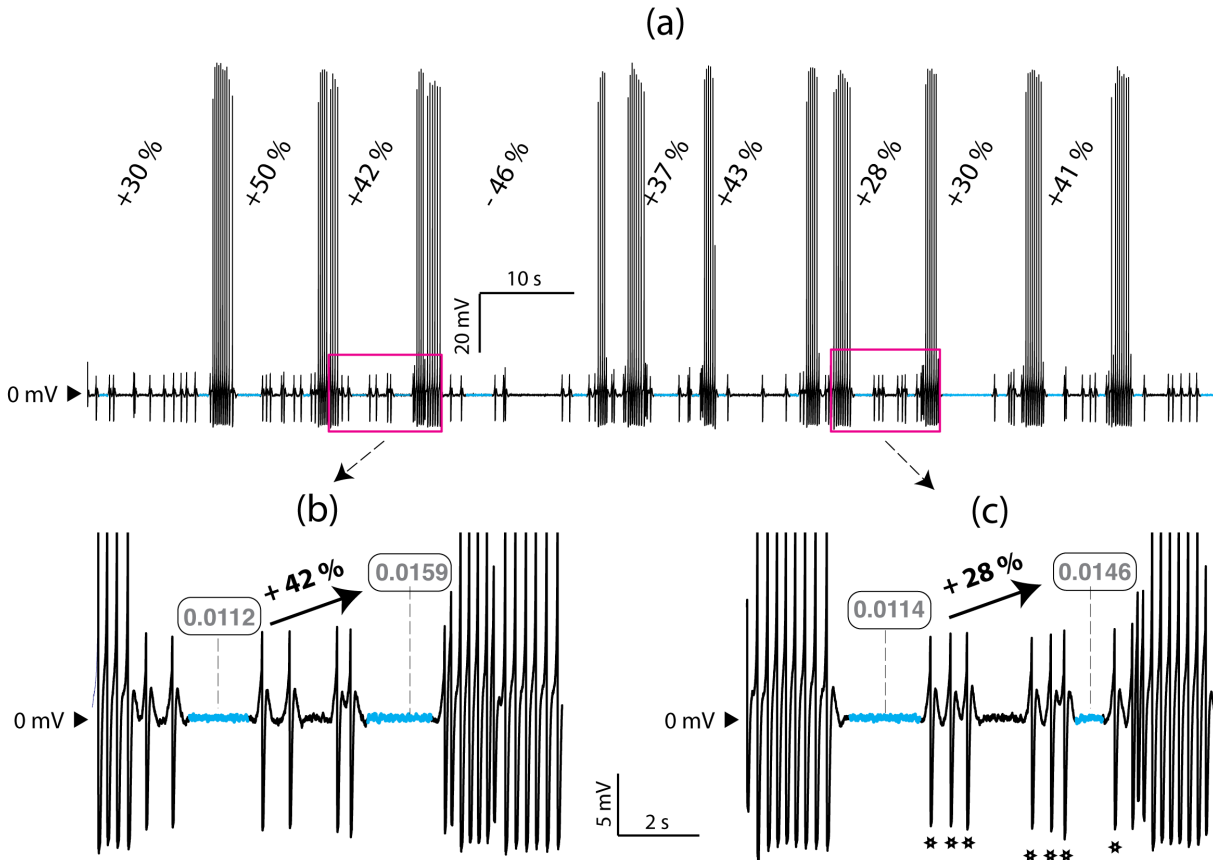 (a)
+30 %
+50 %
+42 %
- 46 %
+37 %
+43 %
+28 %
+30 %
+41 %
10 s
20 mV
0 mV
(b)
(c)
+ 42 %
0.0159
0.0112
+ 28 %
0.0146
0.0114
0 mV
0 mV
5 mV
2 s